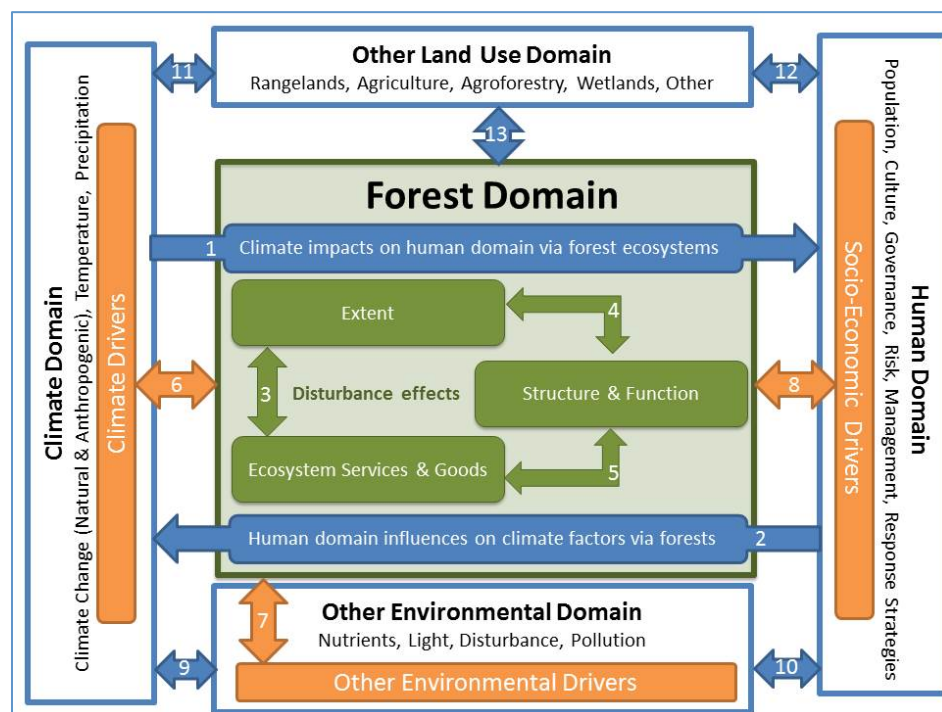 Other Land Use Domain
Rangelands, Agriculture, Agroforestry, Wetlands, Other
11
12
13
Climate Domain
Climate Change (Natural & Anthropogenic), Temperature, Precipitation
Climate Drivers
Forest Domain
1
Climate impacts on human domain via forest ecosystems
Extent
4
3
Disturbance effects
Structure & Function
Ecosystem Services & Goods
5
6
8
Human domain influences on climate factors via forests
2
7
Other Environmental Domain
Nutrients, Light, Disturbance, Pollution
Other Environmental Drivers
9
10
Socio-Economic Drivers
Population, Culture, Governance, Risk, Management, Response Strategies
Human Domain